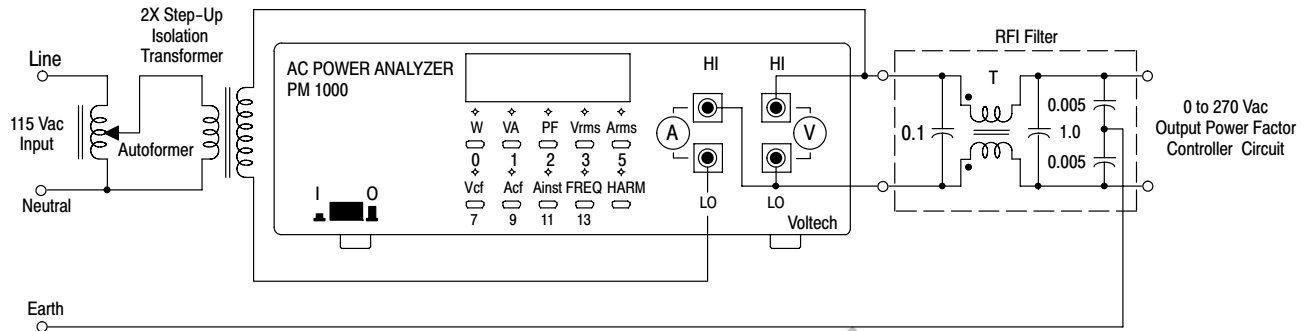 2X Step-Up
Isolation
Transformer
Line
115 Vac
Input
Autoformer
Neutral
Earth
AC POWER ANALYZER
PM 1000
W VA PF Vrms Arms
0 1 2 3 5
Vcf Acf Ainst FREQ HARM
7 9 11 13
I O
HI HI
A V
LO LO
Voltech
RFI Filter
T
0.1
1.0
0.005
0.005
0 to 270 Vac
Output Power Factor
Controller Circuit